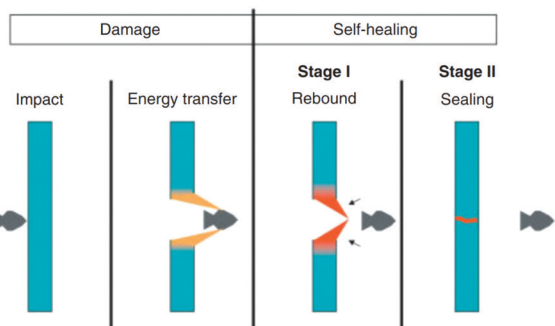 Damage
Self-healing
Stage I
Stage II
Impact
Energy transfer
Rebound
Sealing